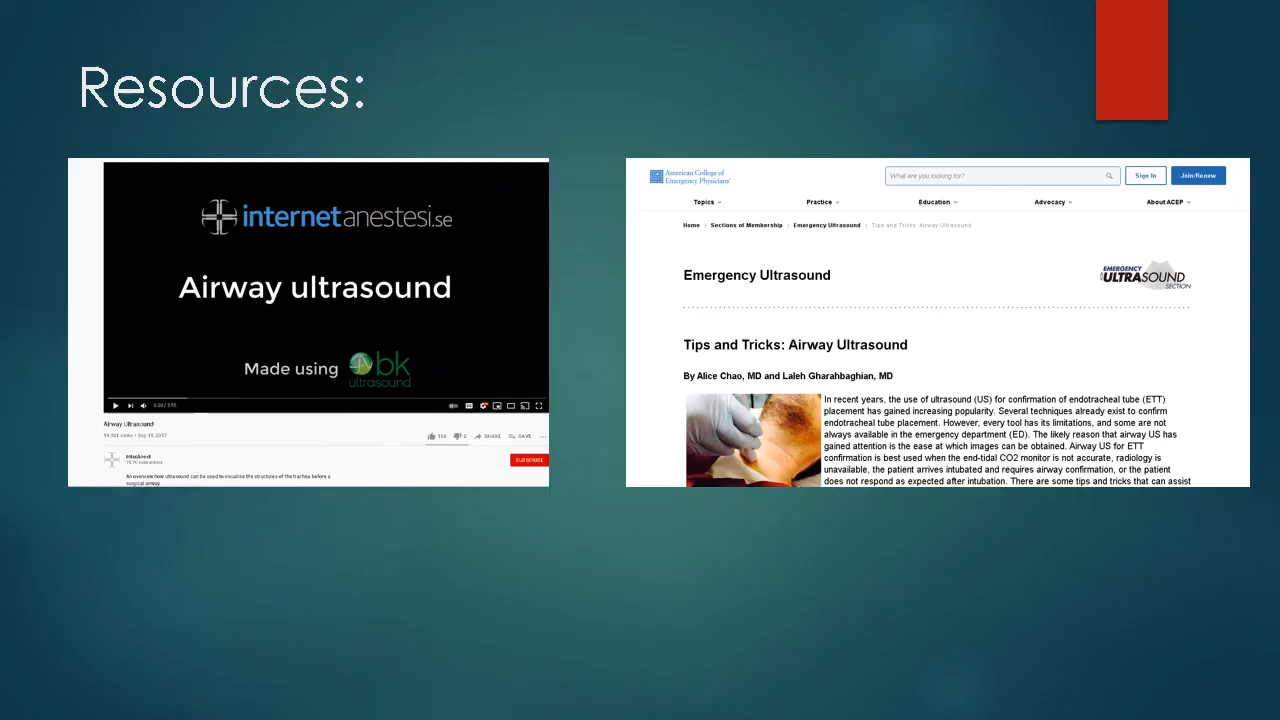 Resources:
internetanestesi.se
Airway ultrasound
Made using bk
ultrasound
0:00 / 3:55
Airway Ultrasound
views • Sep 15, 2017
SHARE
SAVE
InterAnest
subscribers
SUBSCRIBE
An overview how ultrasound can be used to visualise the structures of the trachea before a
surgical airway
American College of
Emergency Physicians®
What are you looking for?
Sign In
Join/Renew
Topics
Practice
Education
Advocacy
About ACEP
Home
Sections of Membership
Emergency Ultrasound
Tips and Tricks: Airway Ultrasound
Emergency Ultrasound
EMERGENCY
ULTRASOUND
SECTION
Tips and Tricks: Airway Ultrasound
By Alice Chao, MD and Laleh Gharahbaghian, MD
In recent years, the use of ultrasound (US) for confirmation of endotracheal tube (ETT)
placement has gained increasing popularity. Several techniques already exist to confirm
endotracheal tube placement. However, every tool has its limitations, and some are not
always available in the emergency department (ED). The likely reason that airway US has
gained attention is the ease at which images can be obtained. Airway US for ETT
confirmation is best used when the end-tidal CO2 monitor is not accurate, radiology is
unavailable, the patient arrives intubated and requires airway confirmation, or the patient
does not respond as expected after intubation. There are some tips and tricks that can assist